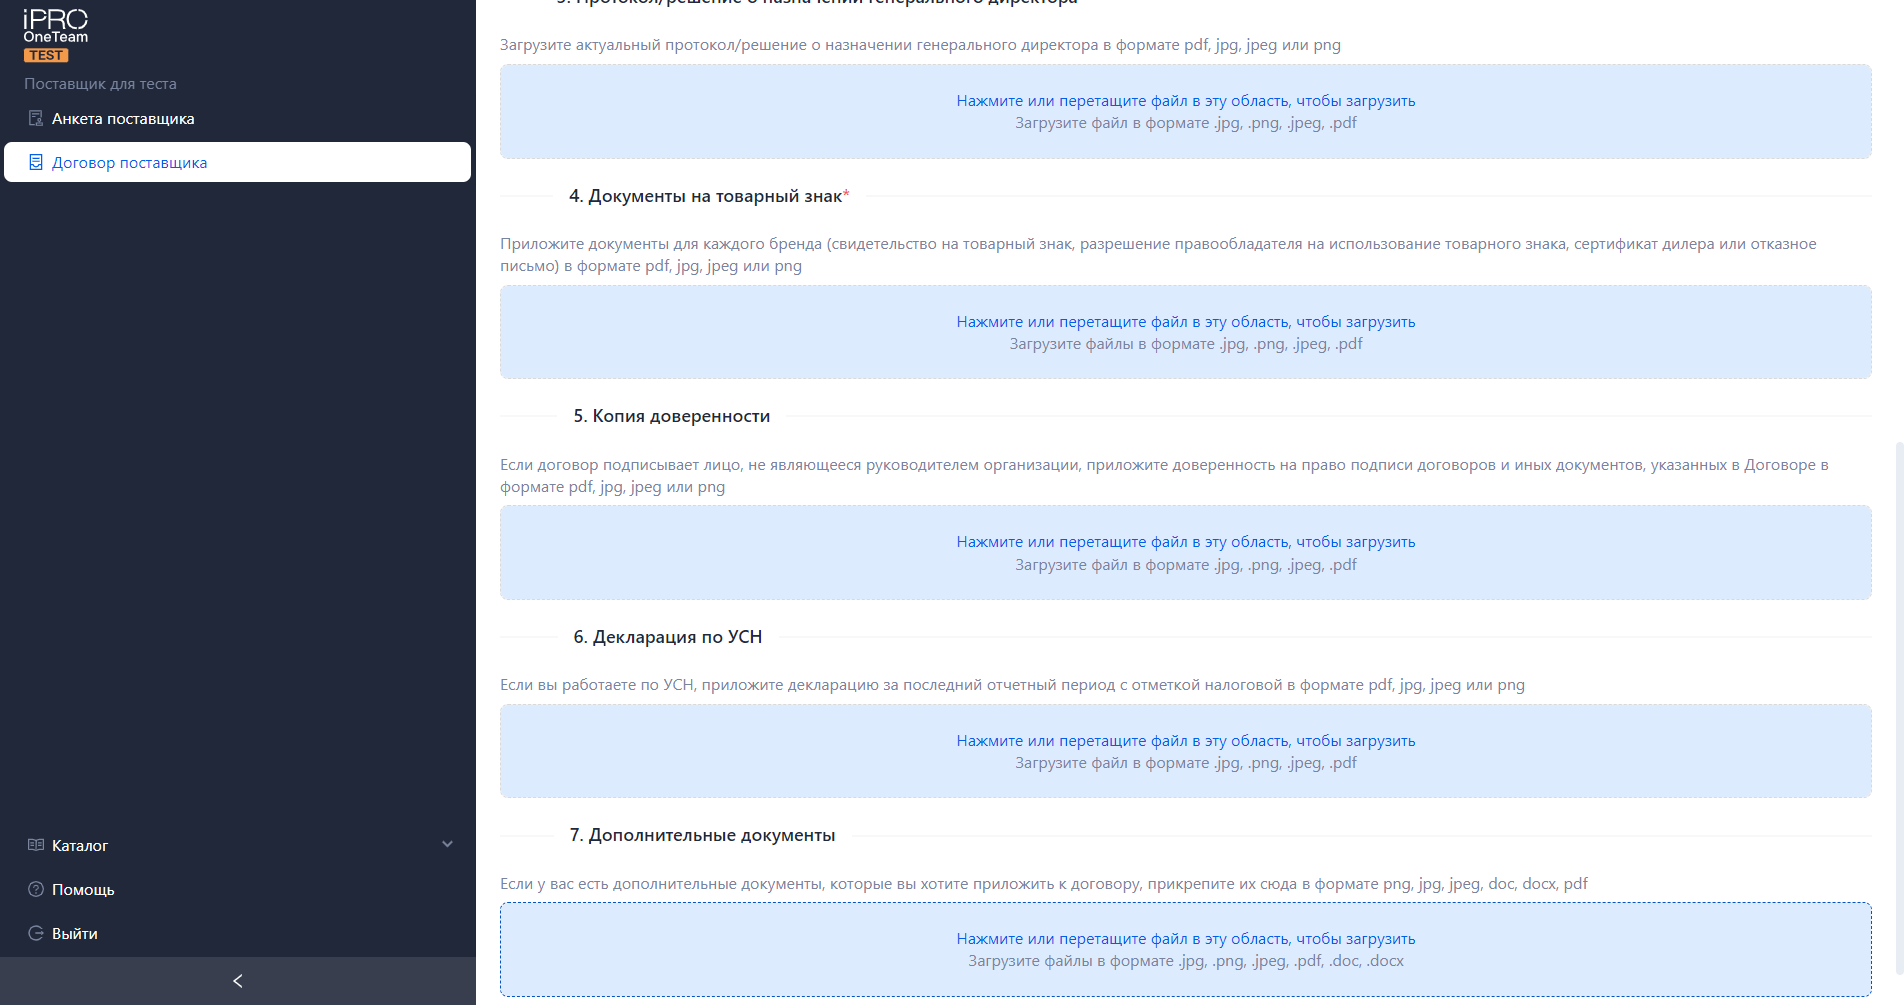 iPRO
OneTeam
TEST
Поставщик для теста
Анкета поставщика
Договор поставщика
Каталог
Помощь
Выйти
3. Протокол/решение о назначении генерального директора
Загрузите актуальный протокол/решение о назначении генерального директора в формате pdf, jpg, jpeg или png
Нажмите или перетащите файл в эту область, чтобы загрузить
Загрузите файл в формате .jpg, .png, .jpeg, .pdf
4. Документы на товарный знак*
Приложите документы для каждого бренда (свидетельство на товарный знак, разрешение правообладателя на использование товарного знака, сертификат дилера или отказное
письмо) в формате pdf, jpg, jpeg или png
Нажмите или перетащите файл в эту область, чтобы загрузить
Загрузите файлы в формате .jpg, .png, .jpeg, .pdf
5. Копия доверенности
Если договор подписывает лицо, не являющееся руководителем организации, приложите доверенность на право подписи договоров и иных документов, указанных в Договоре в
формате pdf, jpg, jpeg или png
Нажмите или перетащите файл в эту область, чтобы загрузить
Загрузите файл в формате .jpg, .png, .jpeg, .pdf
6. Декларация по УСН
Если вы работаете по УСН, приложите декларацию за последний отчетный период с отметкой налоговой в формате pdf, jpg, jpeg или png
Нажмите или перетащите файл в эту область, чтобы загрузить
Загрузите файл в формате .jpg, .png, .jpeg, .pdf
7. Дополнительные документы
Если у вас есть дополнительные документы, которые вы хотите приложить к договору, прикрепите их сюда в формате png, jpg, jpeg, doc, docx, pdf
Нажмите или перетащите файл в эту область, чтобы загрузить
Загрузите файлы в формате .jpg, .png, .jpeg, .pdf, .doc, .docx